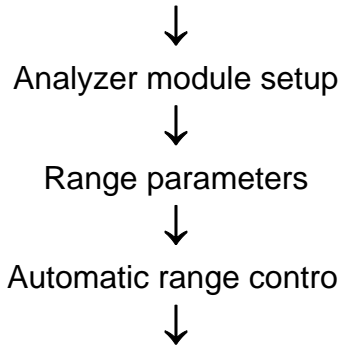 ↓
Analyzer module setup
↓
Range parameters
↓
Automatic range contro
↓